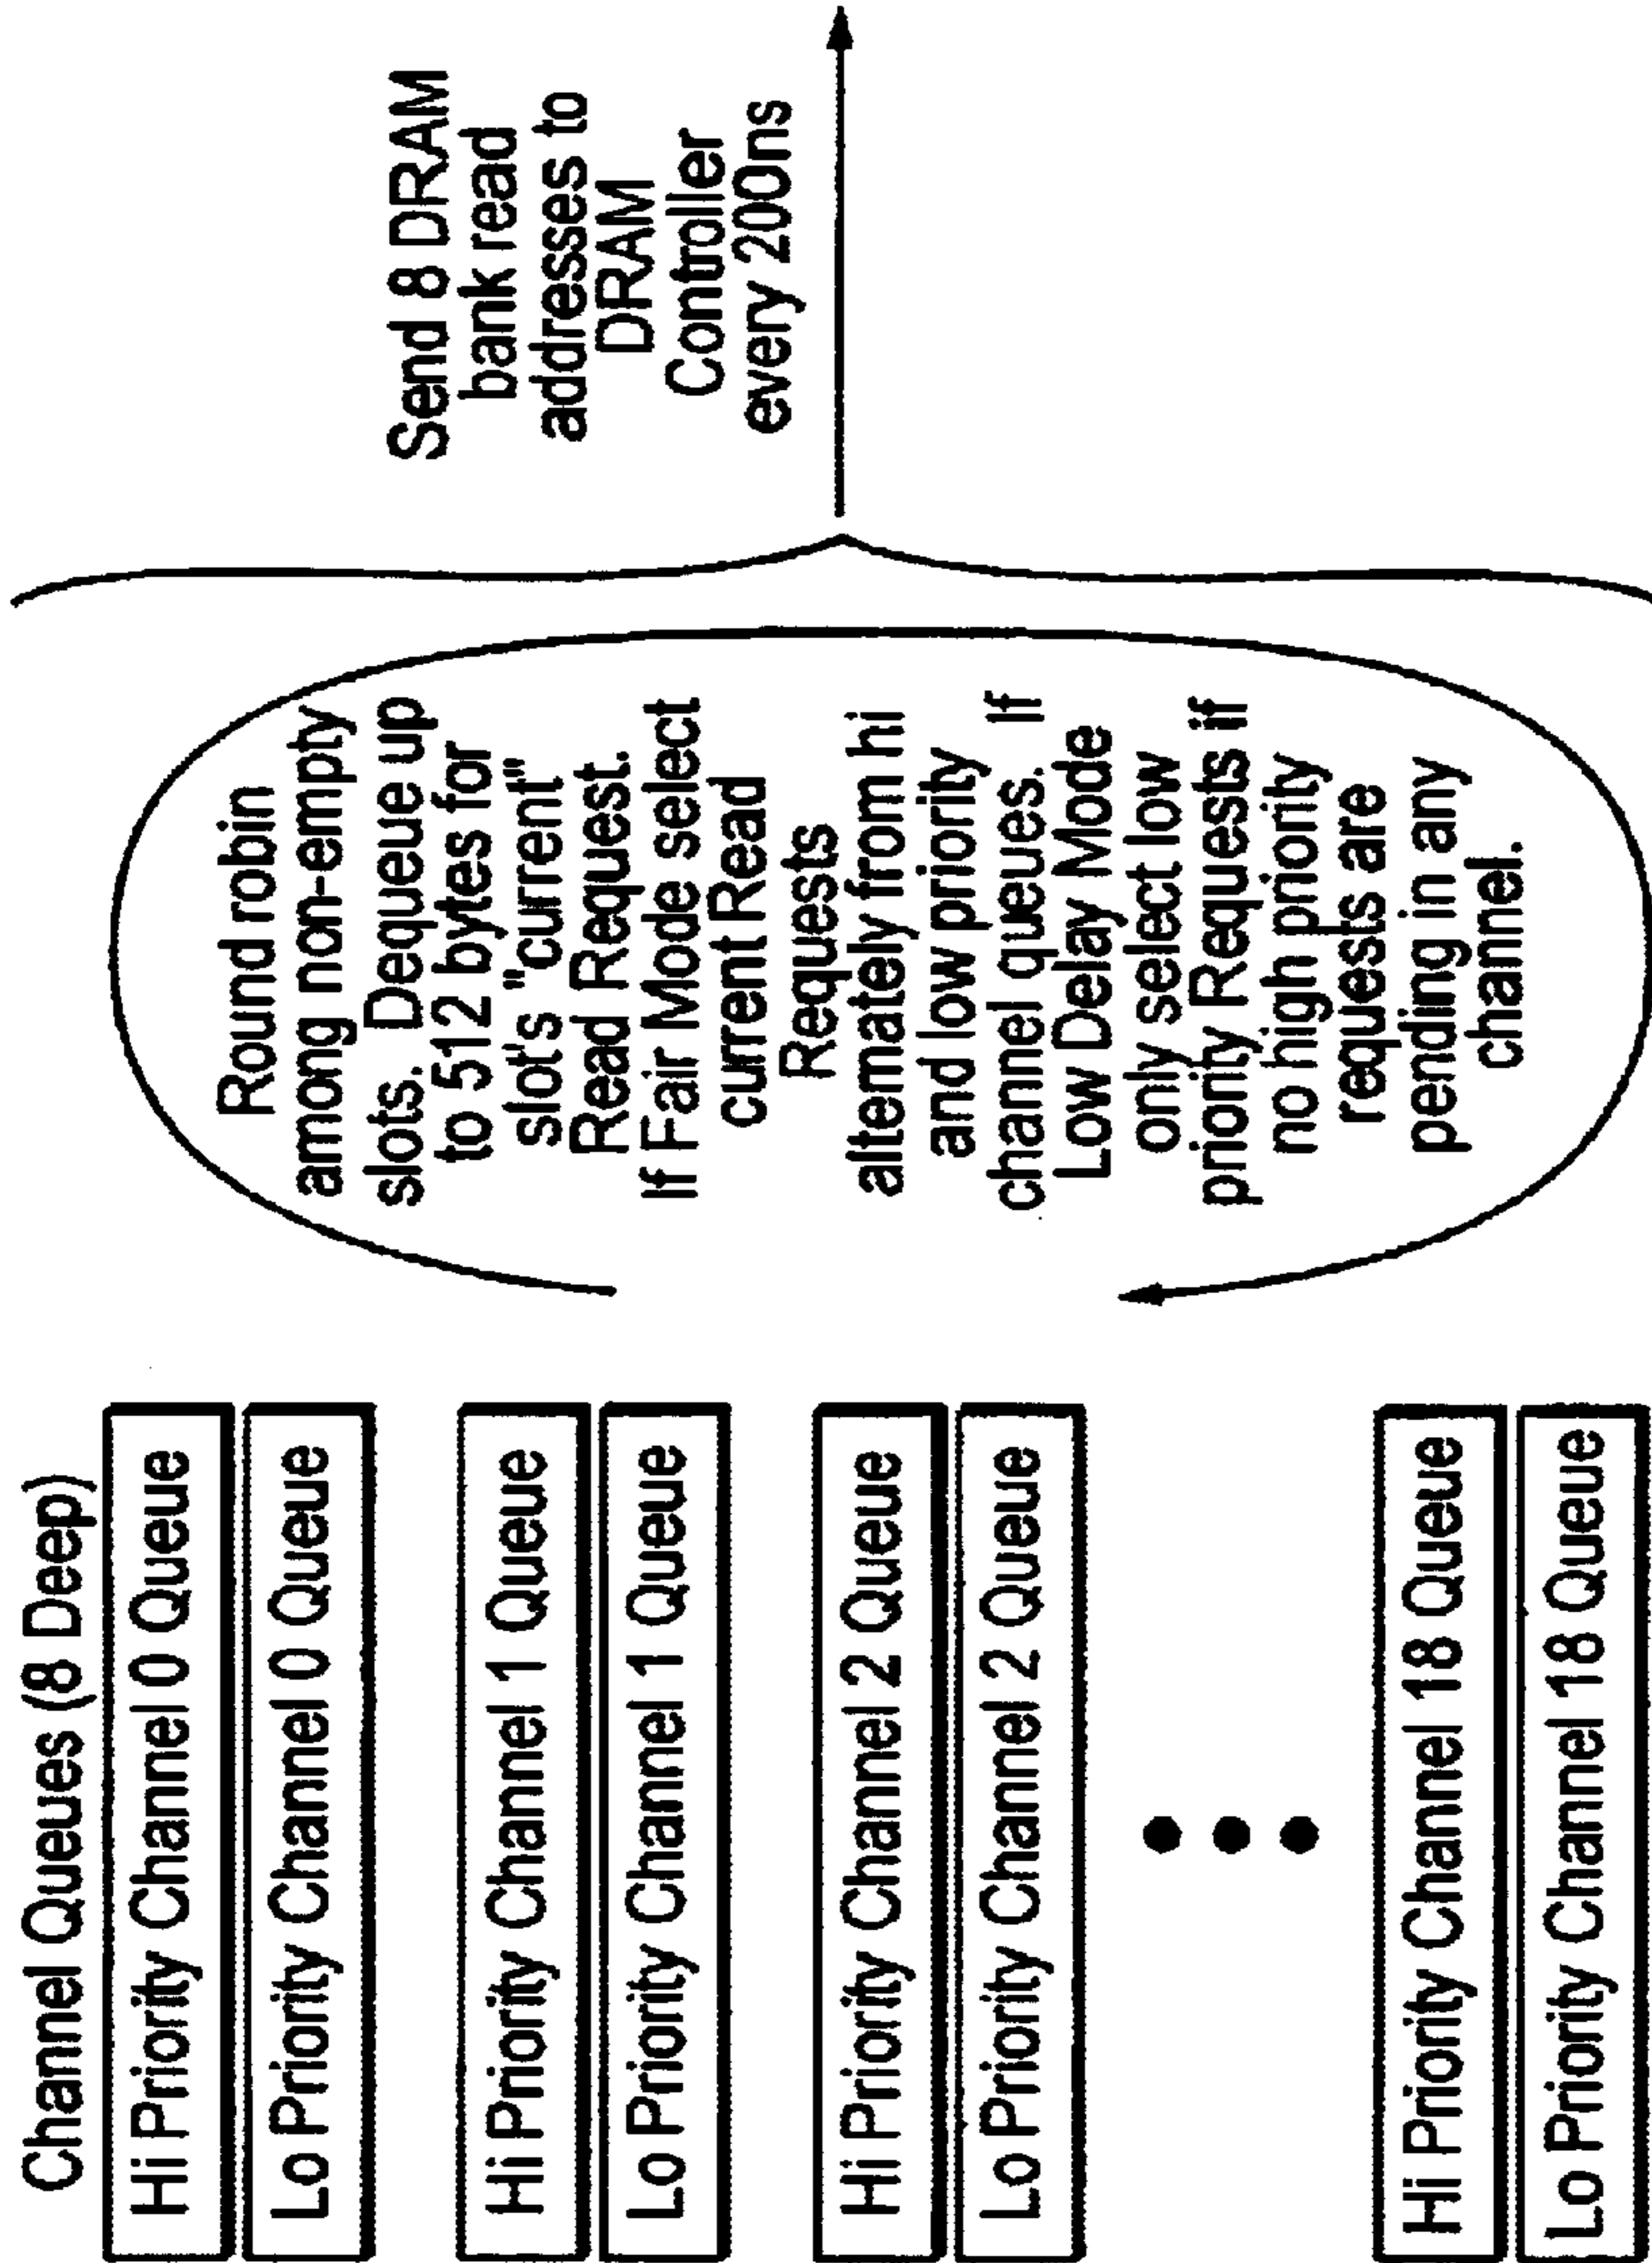 Channel Queues (8 Deep)
Hi Priority Channel 0 Queue
Lo Priority Channel 0 Queue
Hi Priority Channel 1 Queue
Lo Priority Channel 1 Queue
Hi Priority Channel 2 Queue
Lo Priority Channel 2 Queue
Hi Priority Channel 18 Queue
Lo Priority Channel 18 Queue
Round robin
among non-empty
slots. Dequeue up
to 512 bytes for
slot's "current"
Read Request.
If Fair Mode select
current Read
Requests
alternately from hi
and low priority
channel queues. If
Low Delay Mode
only select low
priority Requests if
no high priority
requests are
pending in any
channel.
Send 8 DRAM
bank read
addresses to
DRAM
Controller
every 200ns